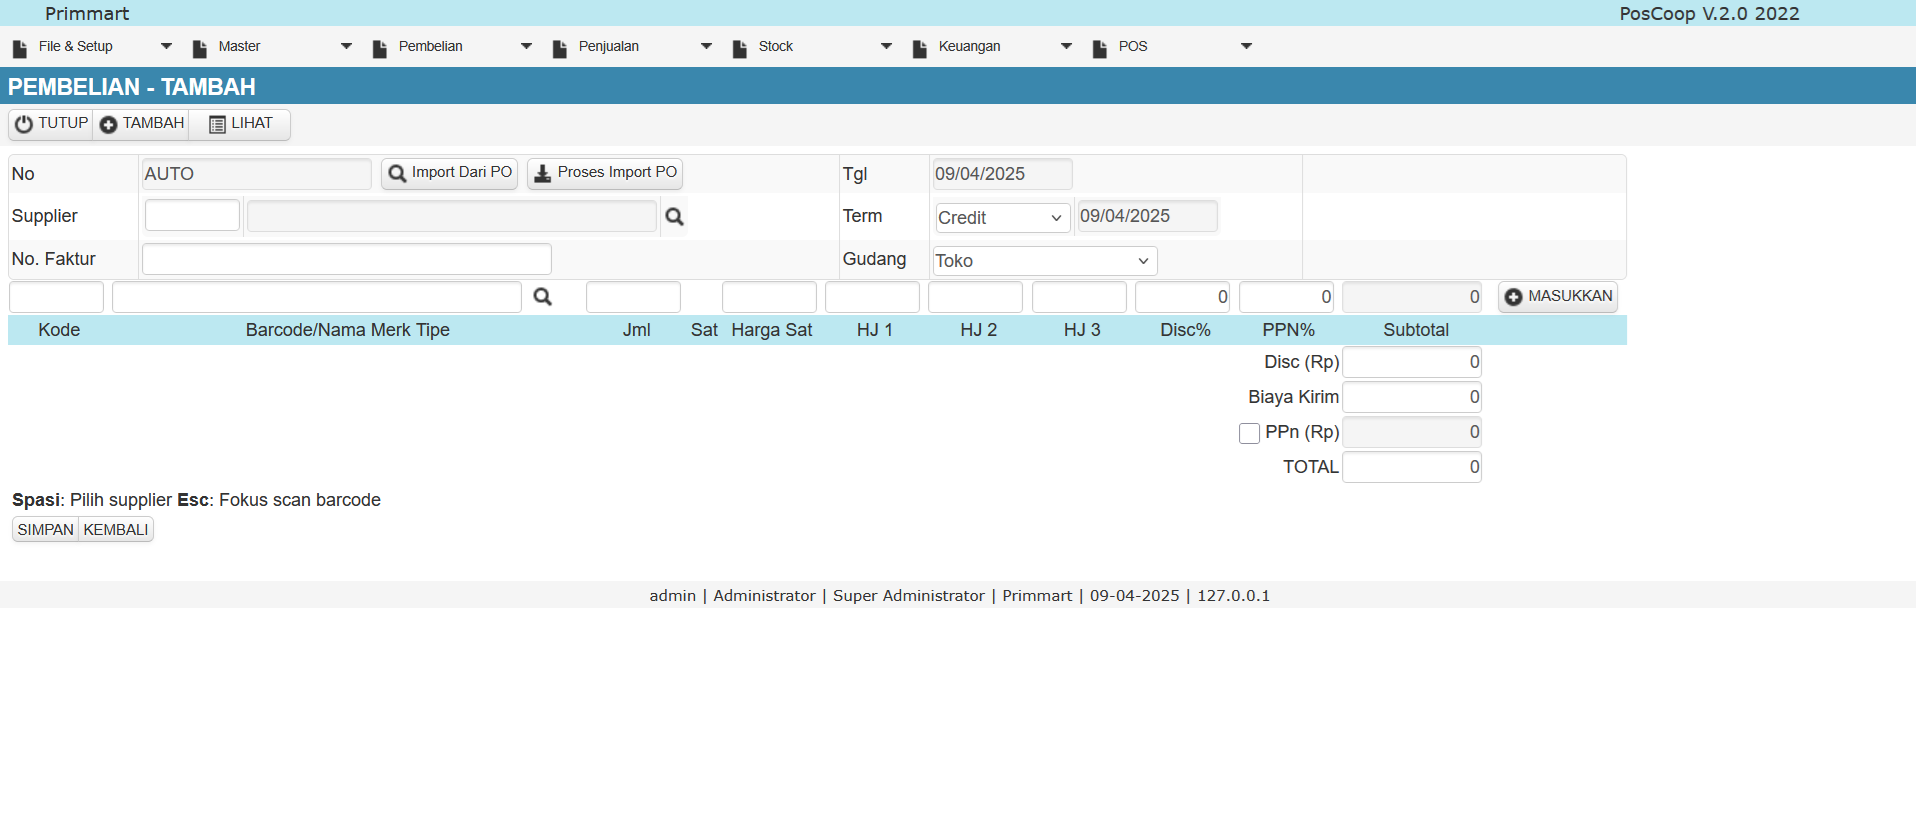 Primmart PosCoop V.2.0 2022
File & Setup Master Pembelian Penjualan Stock Keuangan POS
PEMBELIAN - TAMBAH
TUTUP TAMBAH LIHAT
No AUTO Import Dari PO Proses Import PO Tgl 09/04/2025
Supplier Term Credit 09/04/2025
No. Faktur Gudang Toko
0 0 0 MASUKKAN
Kode Barcode/Nama Merk Tipe Jml Sat Harga Sat HJ 1 HJ 2 HJ 3 Disc% PPN% Subtotal
Disc (Rp) 0
Biaya Kirim 0
PPn (Rp) 0
TOTAL 0
Spasi: Pilih supplier Esc: Fokus scan barcode
SIMPAN KEMBALI
admin | Administrator | Super Administrator | Primmart | 09-04-2025 | 127.0.0.1